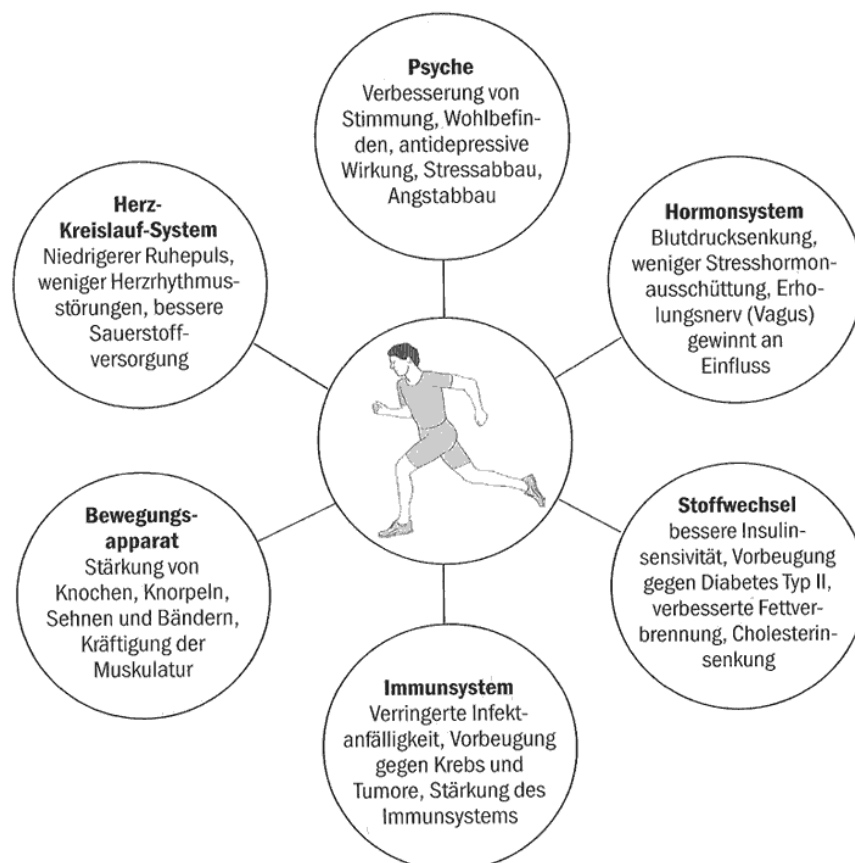 Psyche
Verbesserung von
Stimmung, Wohlbefin-
den, antidepressive
Wirkung, Stressabbau,
Angstabbau
Hormonsystem
Blutdrucksenkung,
weniger Stresshormon-
ausschüttung, Erho-
lungsnerv (Vagus)
gewinnt an
Einfluss
Stoffwechsel
bessere Insulin-
sensivität, Vorbeugung
gegen Diabetes Typ II,
verbesserte Fettver-
brennung, Cholesterin-
senkung
Immunsystem
Verringerte Infekt-
anfälligkeit, Vorbeugung
gegen Krebs und
Tumore, Stärkung des
Immunsystems
Bewegungs-
apparat
Stärkung von
Knochen, Knorpeln,
Sehnen und Bändern,
Kräftigung der
Muskulatur
Herz-
Kreislauf-System
Niedrigerer Ruhepuls,
weniger Herzrhythmus-
störungen, bessere
Sauerstoff-
versorgung